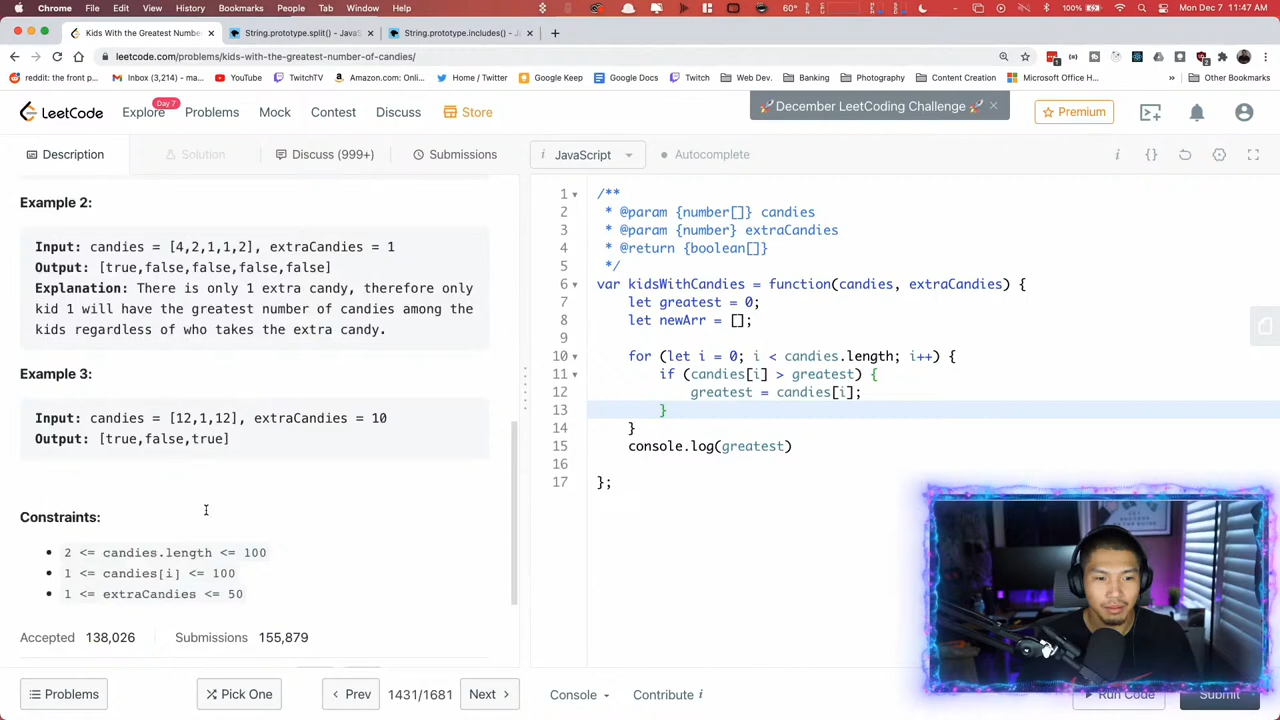 Chrome File Edit View History Bookmarks People Tab Window Help 100% Fri Dec 11 11:47 AM
Kids With the Greatest Numbe × String.prototype.split() - JavaS × String.prototype.includes() - J ×
leetcode.com/problems/kids-with-the-greatest-number-of-candies/
reddit: the front p... Inbox (3,214) - m... YouTube TwitchTV Amazon.com: Onli... Home / Twitter Google Keep Google Docs Twitch Web Dev. Banking Photography Content Creation Microsoft Office H... » Other Bookmarks
LeetCode Explore Day 7 Problems Mock Contest Discuss Store 🚀December LeetCoding Challenge 🚀 × Premium
Description Solution Discuss (999+) Submissions i JavaScript Autocomplete
Example 2:
Input: candies = [4,2,1,1,2], extraCandies = 1
Output: [true,false,false,false,false]
Explanation: There is only 1 extra candy, therefore only
kid 1 will have the greatest number of candies among the
kids regardless of who takes the extra candy.
Example 3:
Input: candies = [12,1,12], extraCandies = 10
Output: [true,false,true]
Constraints:
2 <= candies.length <= 100
1 <= candies[i] <= 100
1 <= extraCandies <= 50
Accepted 138,026 Submissions 155,879
Problems Pick One Prev 1431/1681 Next
1 /**
2 * @param {number[]} candies
3 * @param {number} extraCandies
4 * @return {boolean[]}
5 */
6 var kidsWithCandies = function(candies, extraCandies) {
7 let greatest = 0;
8 let newArr = [];
9
10 for (let i = 0; i < candies.length; i++) {
11 if (candies[i] > greatest) {
12 greatest = candies[i];
13 }
14 }
15 console.log(greatest)
16
17 };
Console Contribute i Run Code Submit